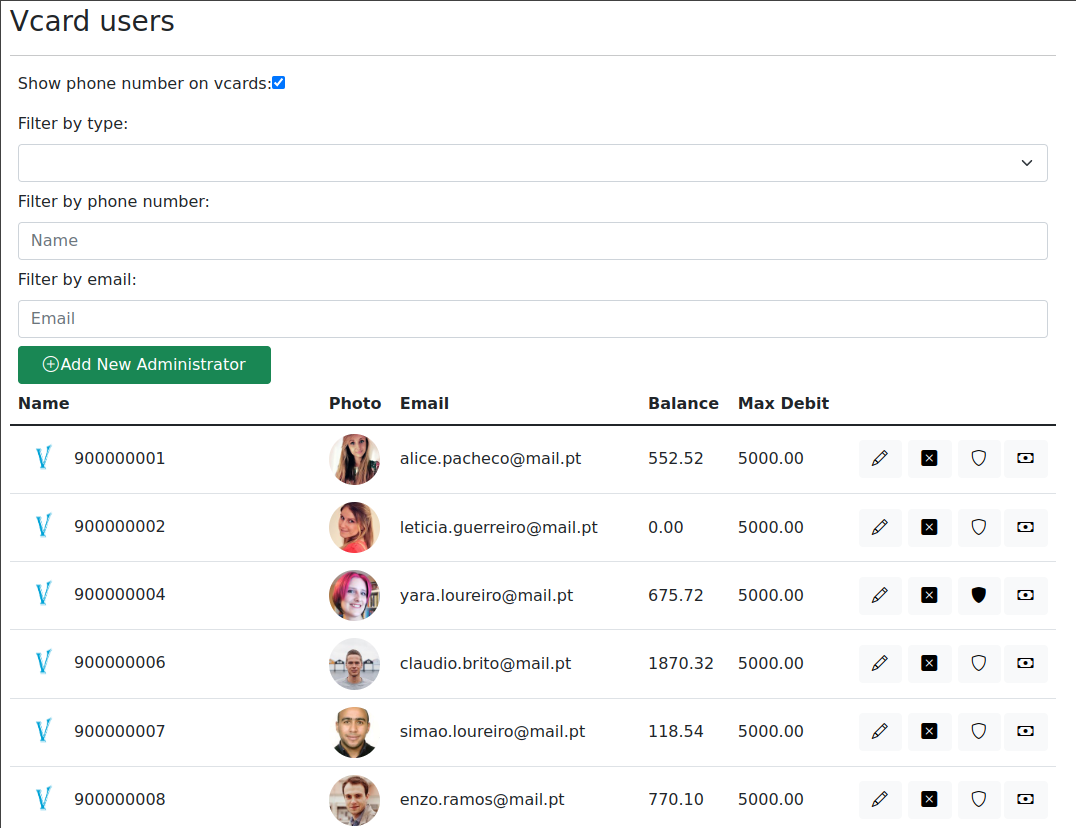 Vcard users
Show phone number on vcards:
Filter by type:
Filter by phone number:
Name
Filter by email:
Email
Add New Administrator
Name Photo Email Balance Max Debit
V 900000001 alice.pacheco@mail.pt 552.52 5000.00
V 900000002 leticia.guerreiro@mail.pt 0.00 5000.00
V 900000004 yara.loureiro@mail.pt 675.72 5000.00
V 900000006 claudio.brito@mail.pt 1870.32 5000.00
V 900000007 simao.loureiro@mail.pt 118.54 5000.00
V 900000008 enzo.ramos@mail.pt 770.10 5000.00